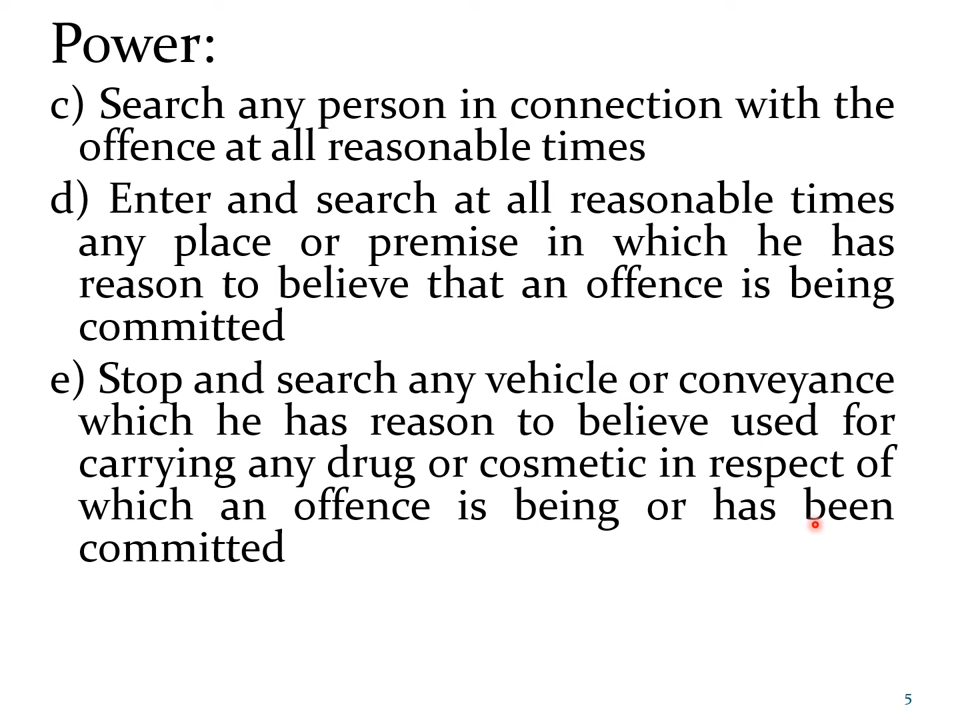 Power:
c) Search any person in connection with the
offence at all reasonable times
d) Enter and search at all reasonable times
any place or premise in which he has
reason to believe that an offence is being
committed
e) Stop and search any vehicle or conveyance
which he has reason to believe used for
carrying any drug or cosmetic in respect of
which an offence is being or has been
committed
5